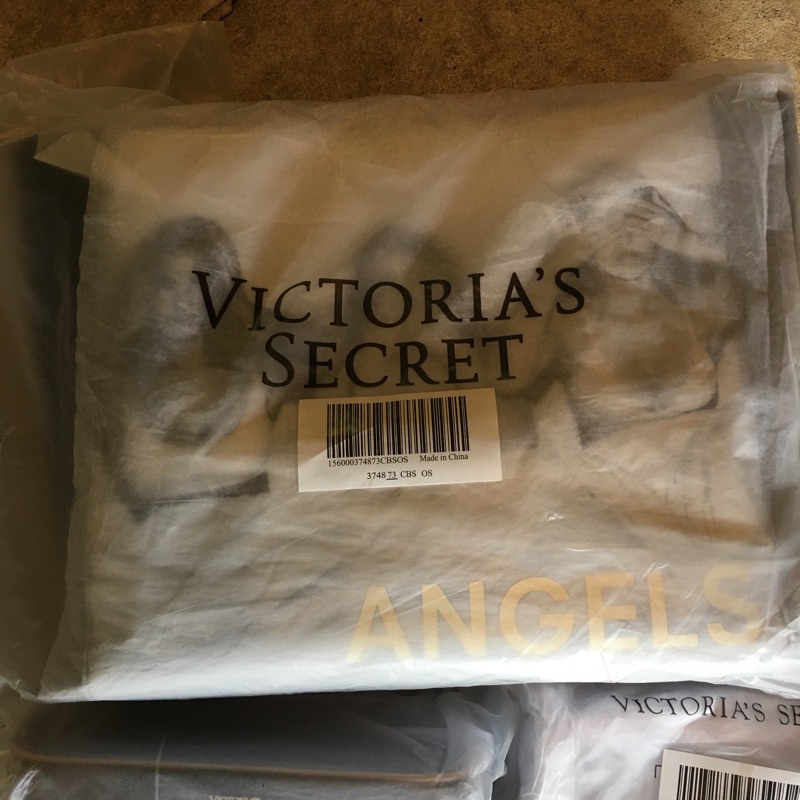 VICTORIA'S
SECRET
156000374873CBSOS Made in China
374873 CBS OS
ANGELS
VICTORIA'S SE